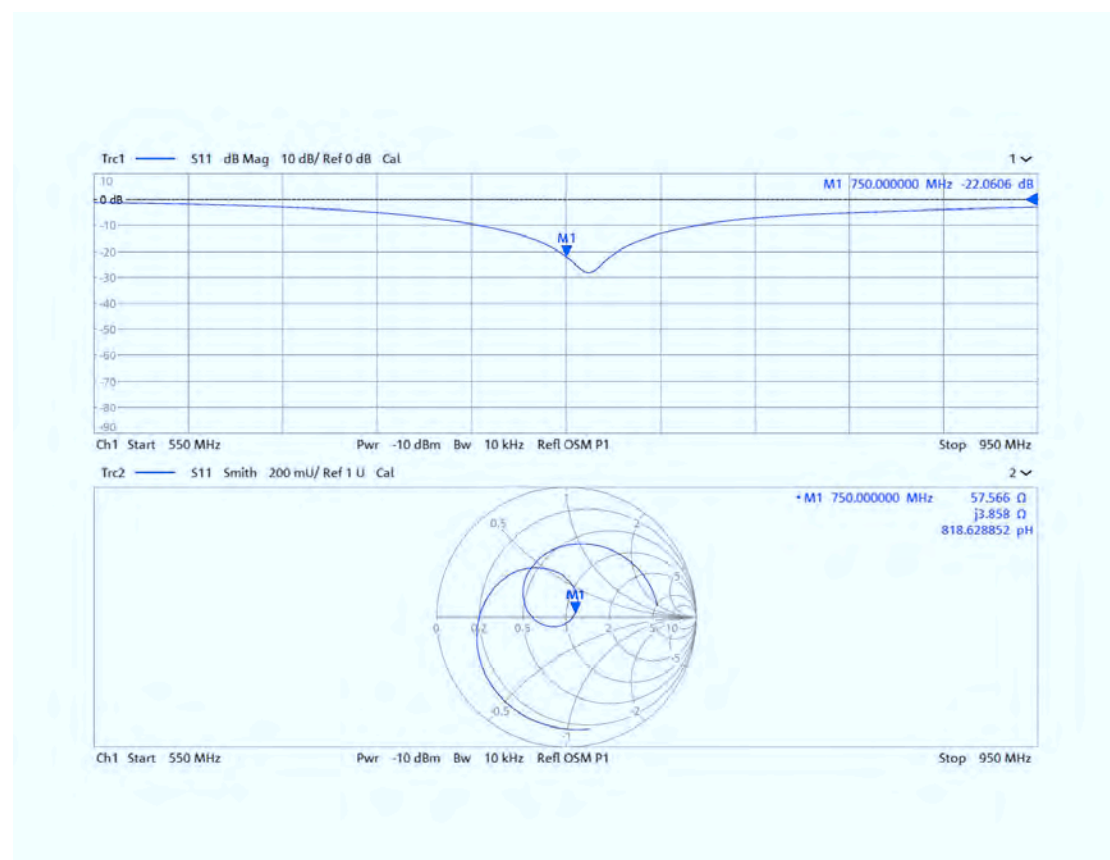 Trc1 S11 dB Mag 10 dB/ Ref 0 dB Cal 1
M1 750.000000 MHz -22.0606 dB
10
0 dB
-10
M1
-20
-30
-40
-50
-60
-70
-80
-90
Ch1 Start 550 MHz Pwr -10 dBm Bw 10 kHz Refl OSM P1 Stop 950 MHz
Trc2 S11 Smith 200 mU/ Ref 1 U Cal 2
• M1 750.000000 MHz 57.566 Ω
j3.858 Ω
818.628852 pH
1
0.5 2
5
M1
0 0.2 0.5 1 2 5 10
-5
-0.5 -2
-1
Ch1 Start 550 MHz Pwr -10 dBm Bw 10 kHz Refl OSM P1 Stop 950 MHz